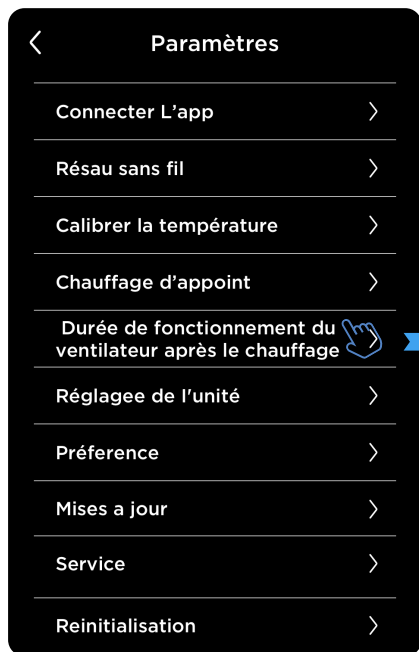 Paramètres
Connecter L'app
Résau sans fil
Calibrer la température
Chauffage d'appoint
Durée de fonctionnement du
ventilateur après le chauffage
Réglagee de l'unité
Préference
Mises a jour
Service
Reinitialisation